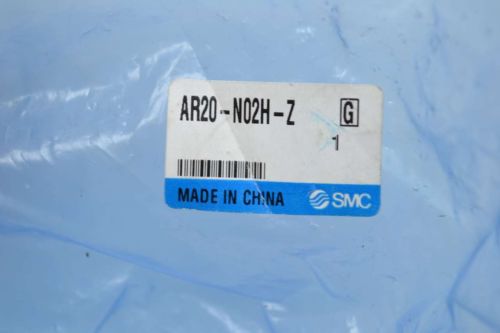 AR20-N02H-Z G
1
MADE IN CHINA SMC